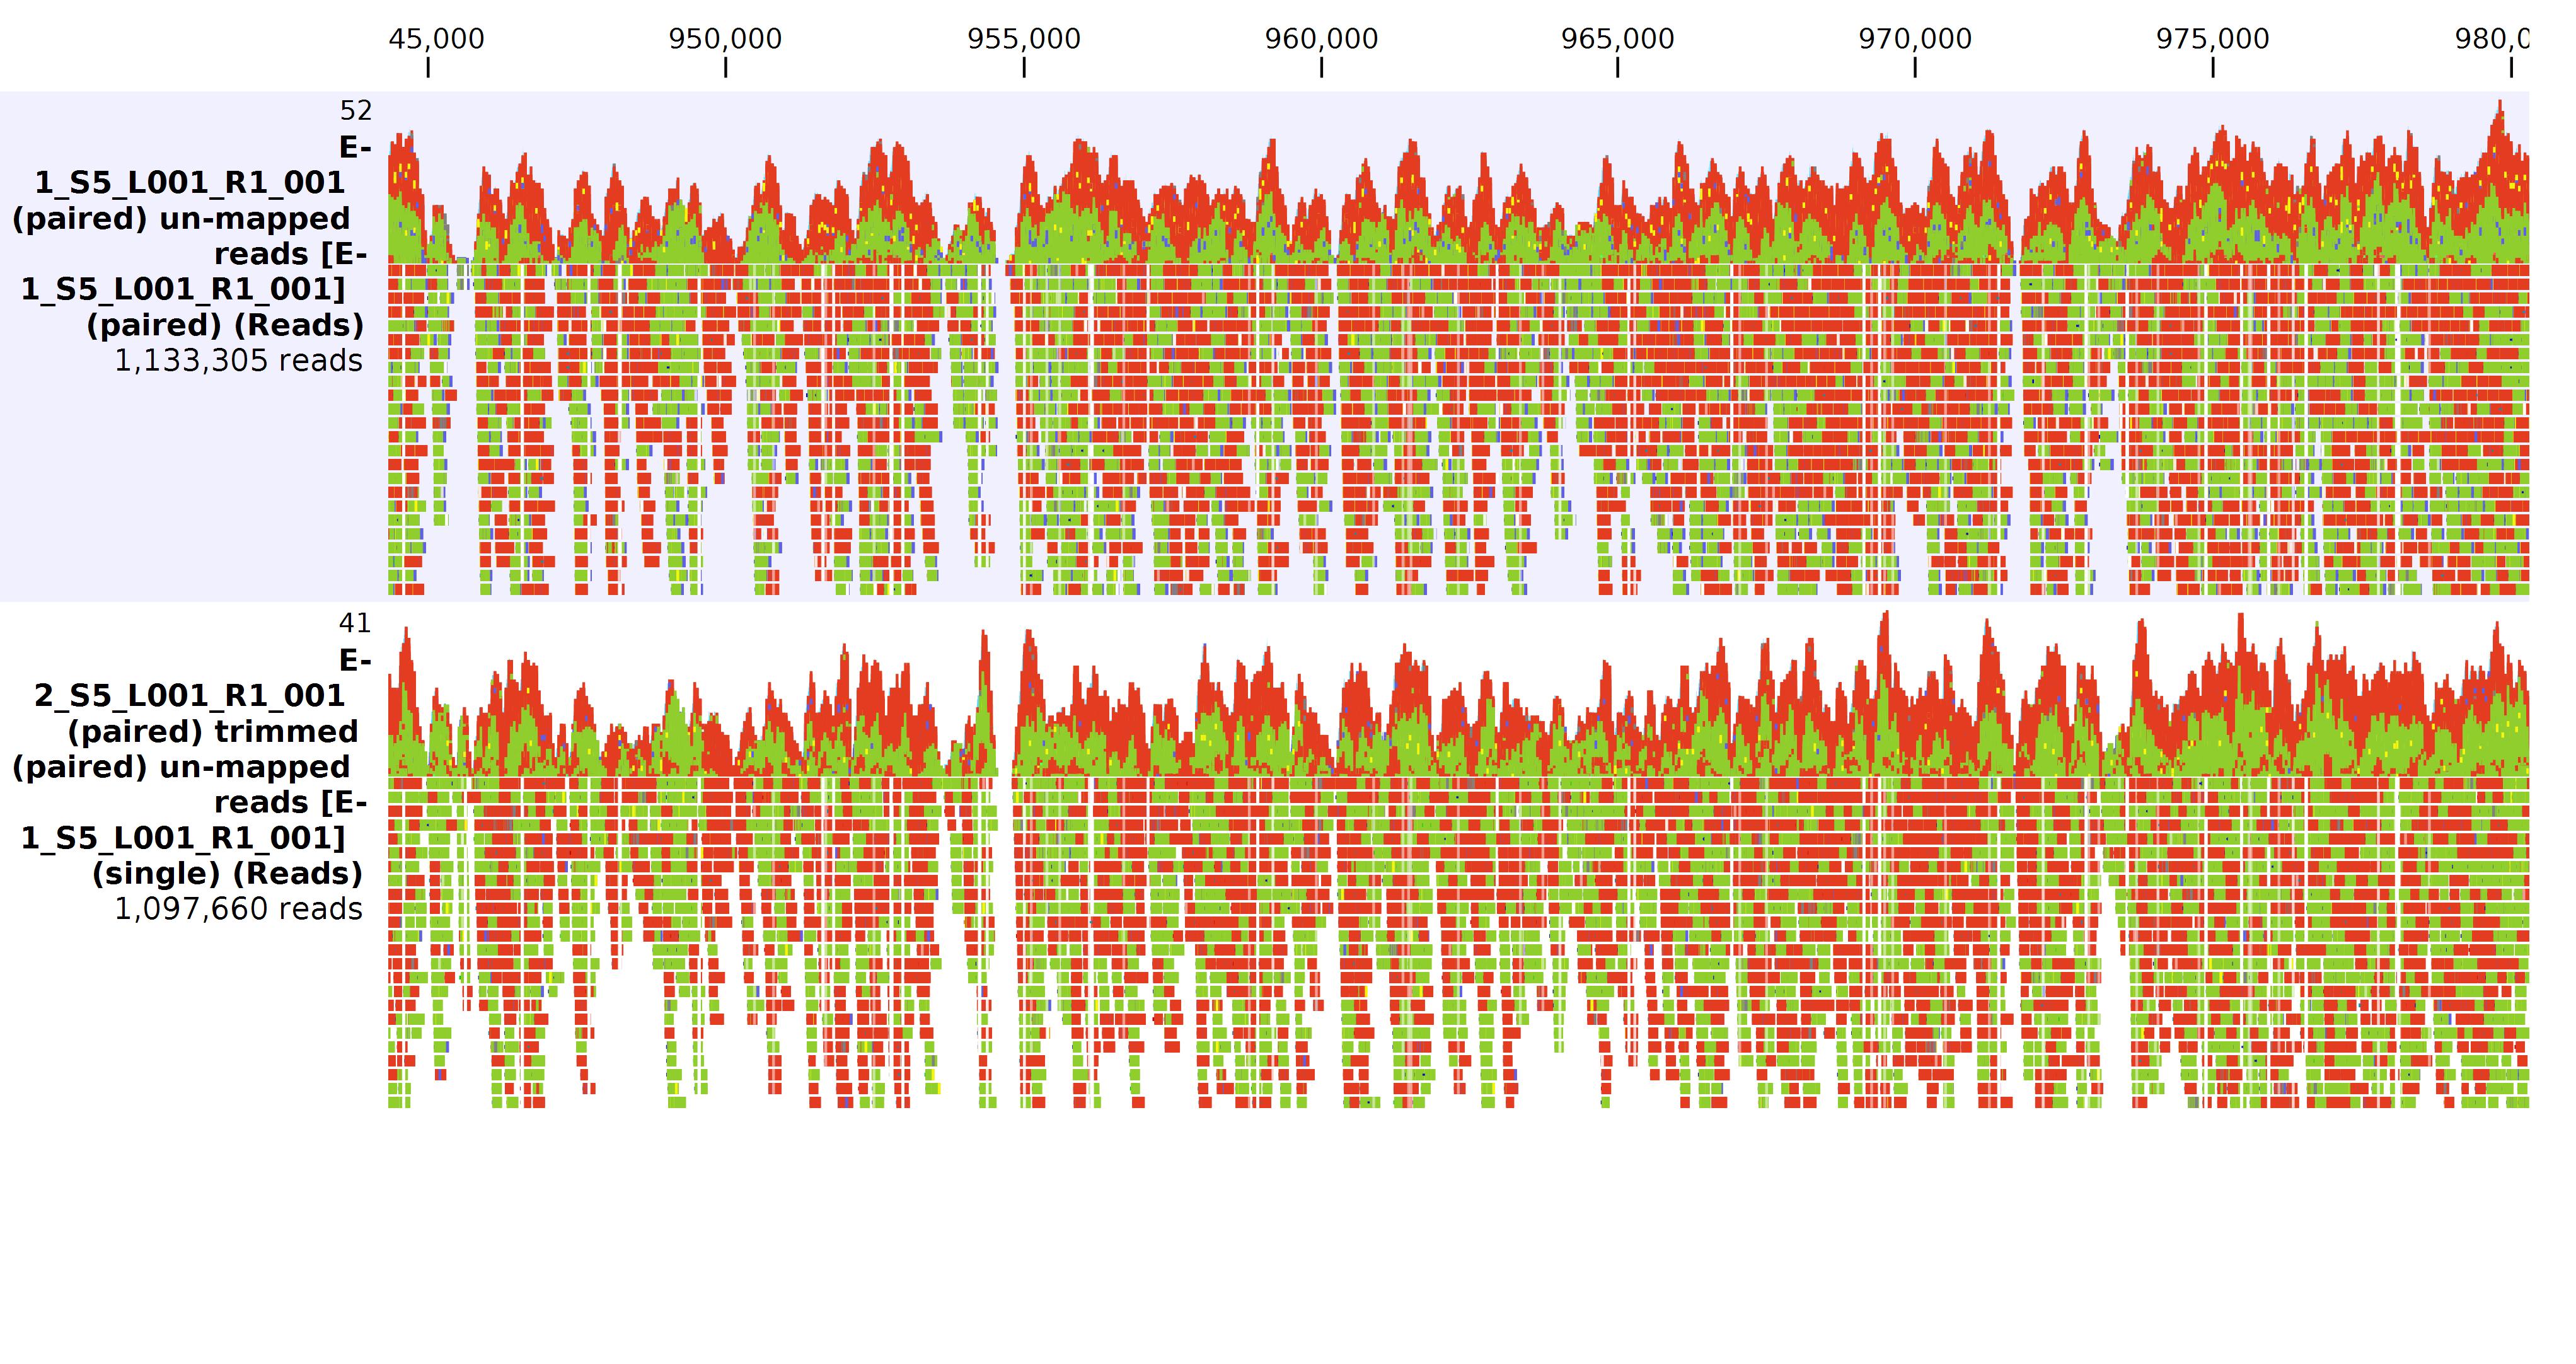 45,000 950,000 955,000 960,000 965,000 970,000 975,000 980,0
52
E-
1_S5_L001_R1_001
(paired) un-mapped
reads [E-
1_S5_L001_R1_001]
(paired) (Reads)
1,133,305 reads
41
E-
2_S5_L001_R1_001
(paired) trimmed
(paired) un-mapped
reads [E-
1_S5_L001_R1_001]
(single) (Reads)
1,097,660 reads